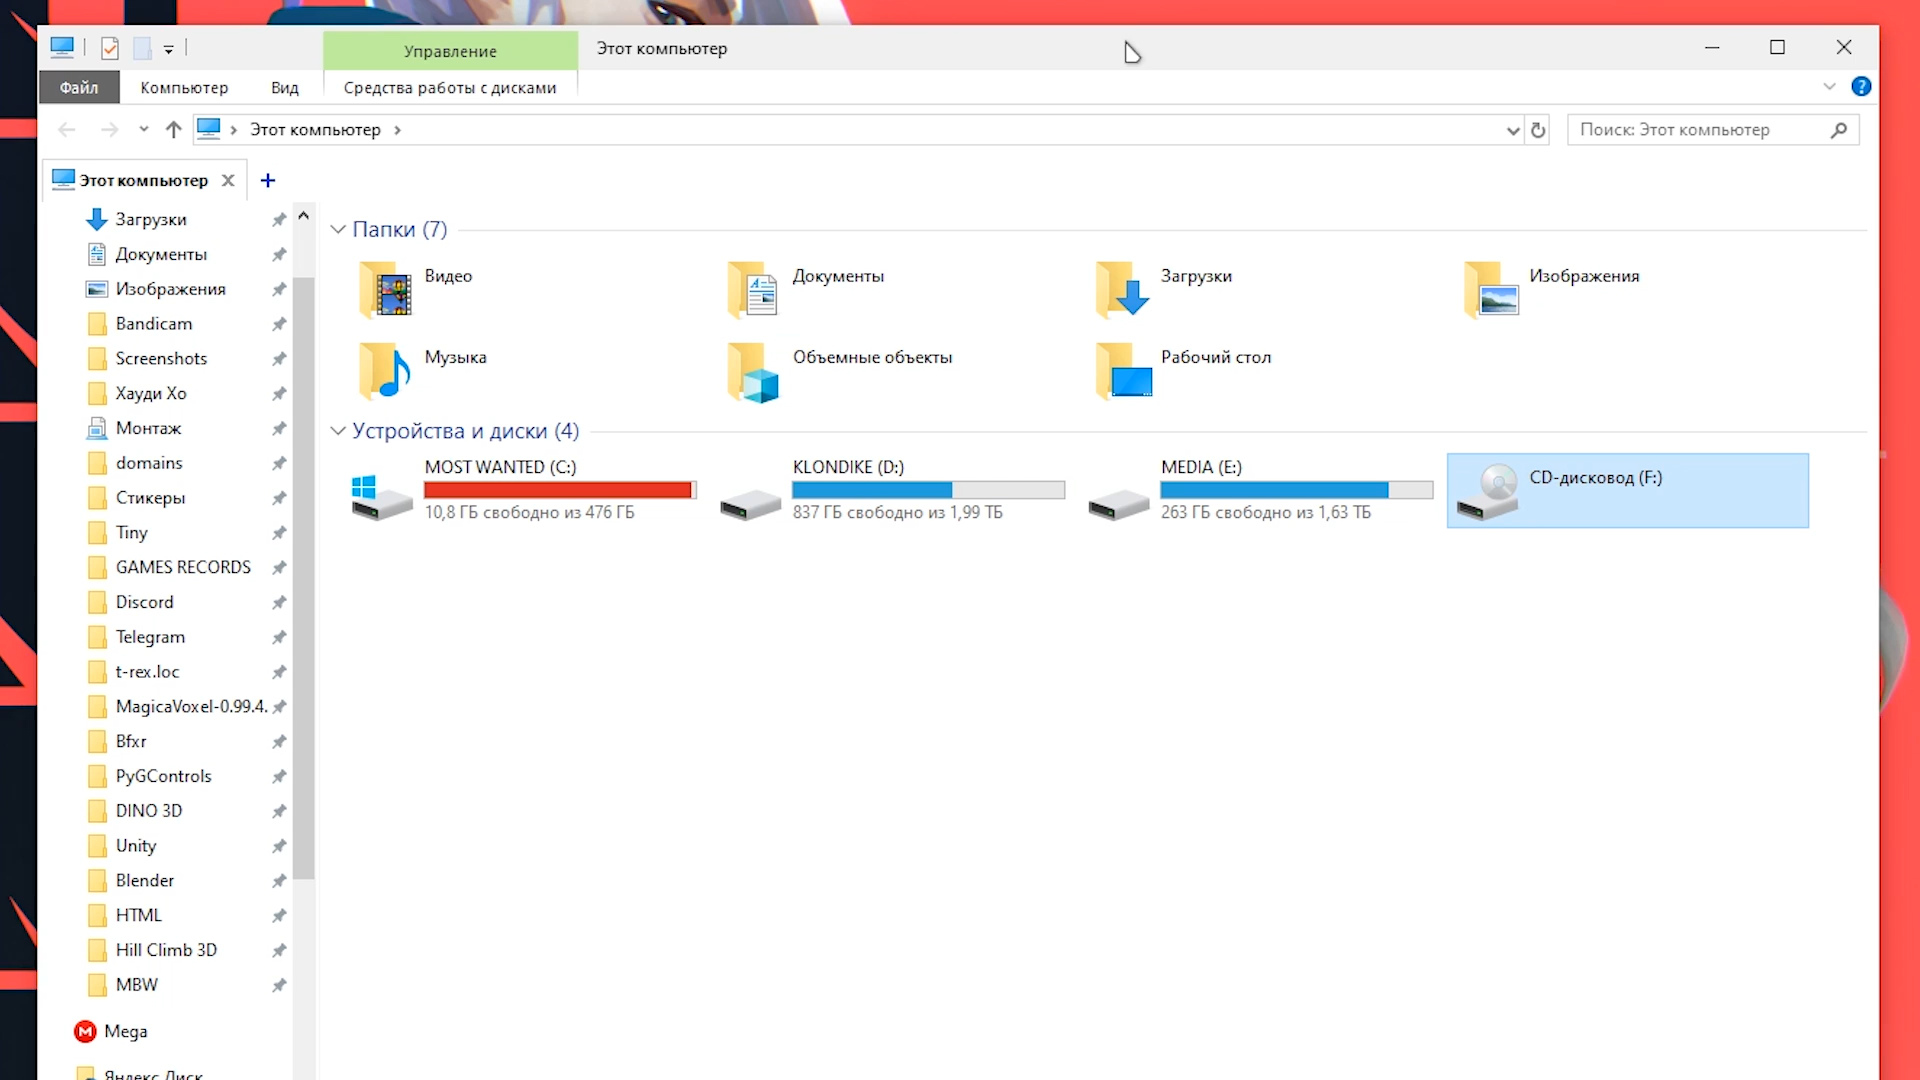 Управление
Этот компьютер
Файл
Компьютер
Вид
Средства работы с дисками
?
Этот компьютер
Поиск: Этот компьютер
Этот компьютер
Загрузки
Документы
Изображения
Bandicam
Screenshots
Хауди Хо
Монтаж
domains
Стикеры
Tiny
GAMES RECORDS
Discord
Telegram
t-rex.loc
MagicaVoxel-0.99.4.
Bfxr
PyGControls
DINO 3D
Unity
Blender
HTML
Hill Climb 3D
MBW
M
Mega
Яндекс.Диск
Папки (7)
Видео
Документы
Загрузки
Изображения
Музыка
Объемные объекты
Рабочий стол
Устройства и диски (4)
MOST WANTED (C:)
10,8 ГБ свободно из 476 ГБ
KLONDIKE (D:)
837 ГБ свободно из 1,99 ТБ
MEDIA (E:)
263 ГБ свободно из 1,63 ТБ
CD-дисковод (F:)